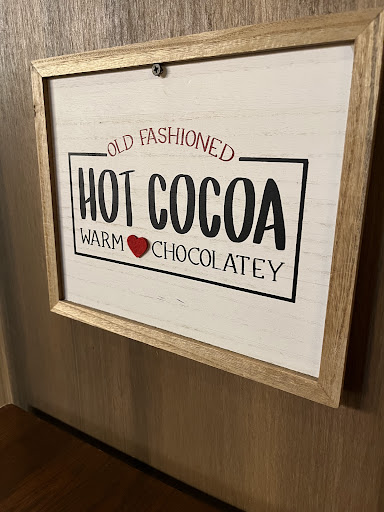 OLD FASHIONED
HOT COCOA
WARM CHOCOLATEY